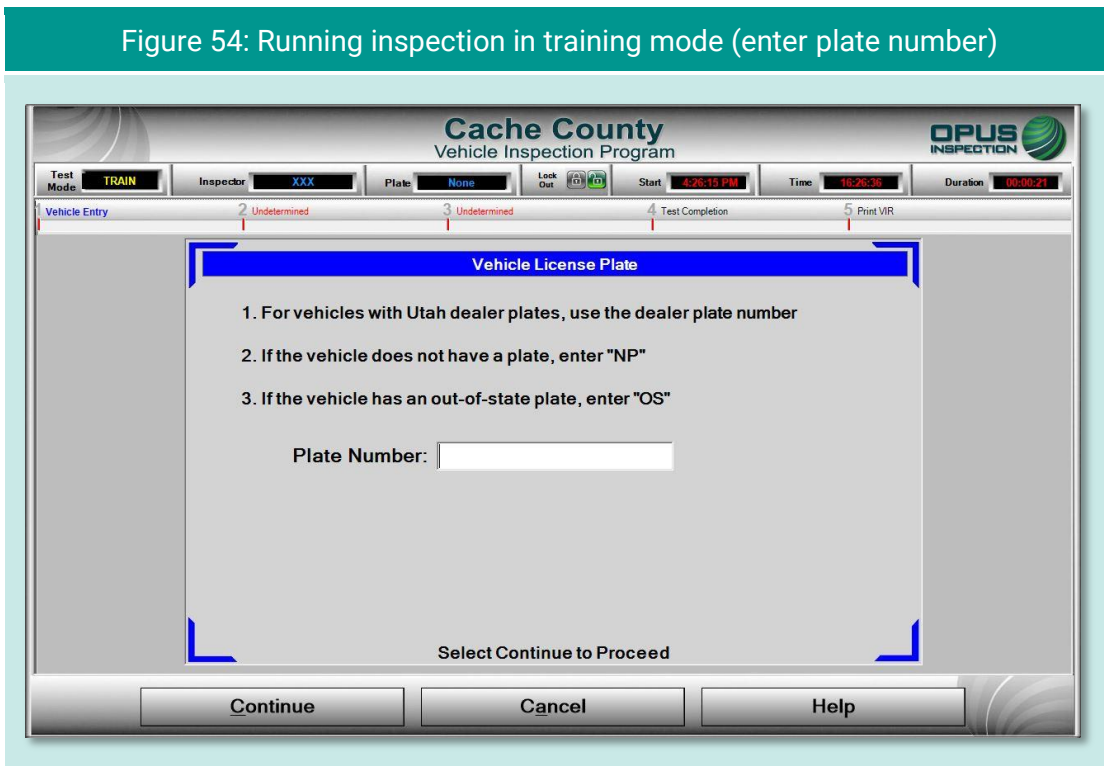 Figure 54: Running inspection in training mode (enter plate number)
Cache County
Vehicle Inspection Program
OPUS
INSPECTION
Test Mode TRAIN Inspector XXX Plate None Lock Out Start 4:26:15 PM Time 16:26:36 Duration 00:00:21
1 Vehicle Entry 2 Undetermined 3 Undetermined 4 Test Completion 5 Print VIR
Vehicle License Plate
1. For vehicles with Utah dealer plates, use the dealer plate number
2. If the vehicle does not have a plate, enter "NP"
3. If the vehicle has an out-of-state plate, enter "OS"
Plate Number:
Select Continue to Proceed
Continue Cancel Help